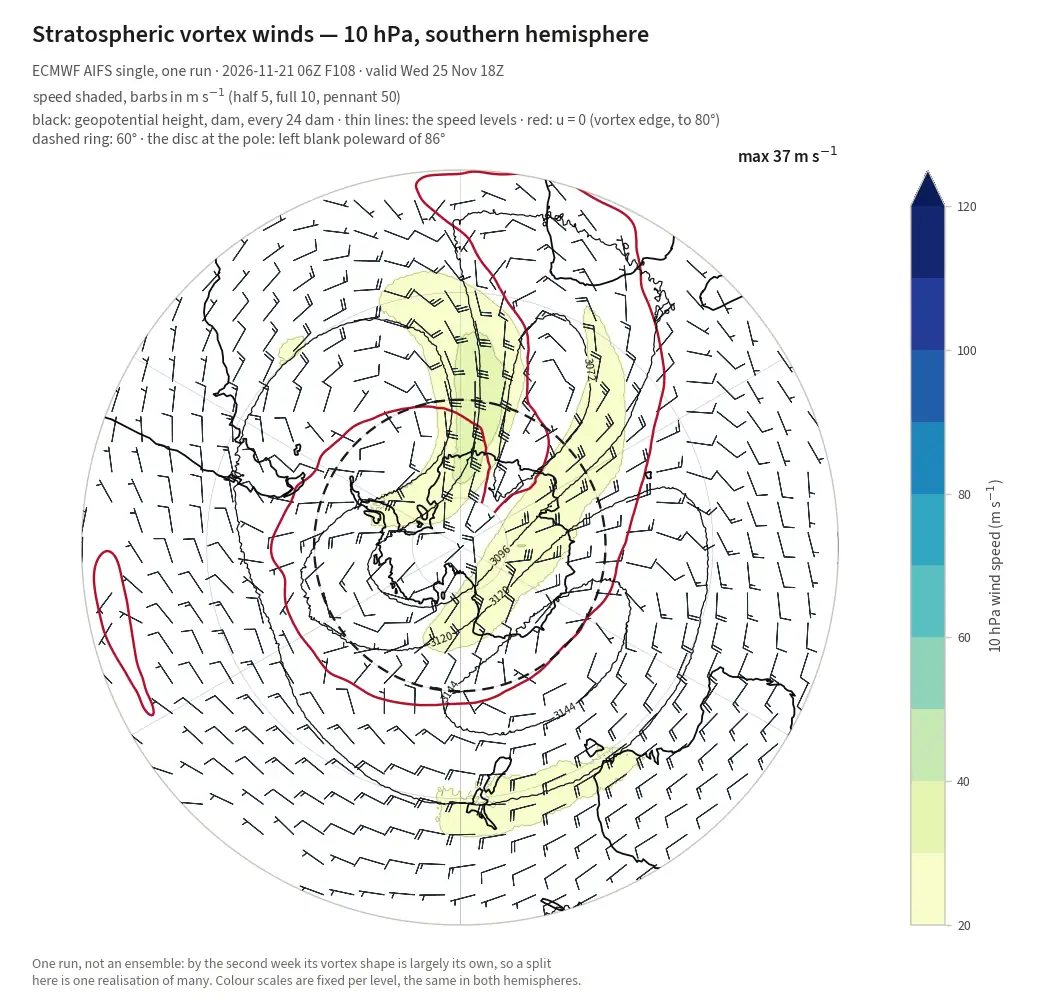 Stratospheric vortex winds — 10 hPa, southern hemisphere
ECMWF AIFS single, one run · 2026-11-21 06Z F108 · valid Wed 25 Nov 18Z
speed shaded, barbs in m s⁻¹ (half 5, full 10, pennant 50)
black: geopotential height, dam, every 24 dam · thin lines: the speed levels · red: u = 0 (vortex edge, to 80°)
dashed ring: 60° · the disc at the pole: left blank poleward of 86°
max 37 m s⁻¹
120
100
80
60
40
20
10 hPa wind speed (m s⁻¹)
3072
3096
3120
3120
3144
3144
One run, not an ensemble: by the second week its vortex shape is largely its own, so a split
here is one realisation of many. Colour scales are fixed per level, the same in both hemispheres.